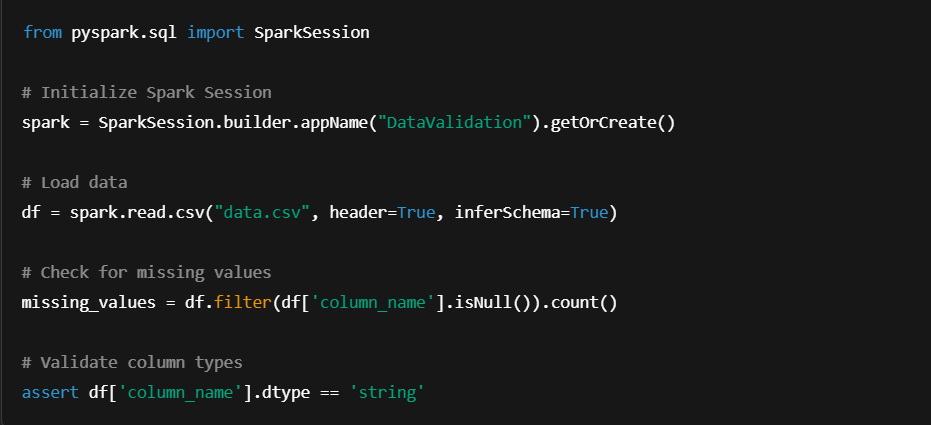 from pyspark.sql import SparkSession
# Initialize Spark Session
spark = SparkSession.builder.appName("DataValidation").getOrCreate()
# Load data
df = spark.read.csv("data.csv", header=True, inferSchema=True)
# Check for missing values
missing_values = df.filter(df['column_name'].isNull()).count()
# Validate column types
assert df['column_name'].dtype == 'string'